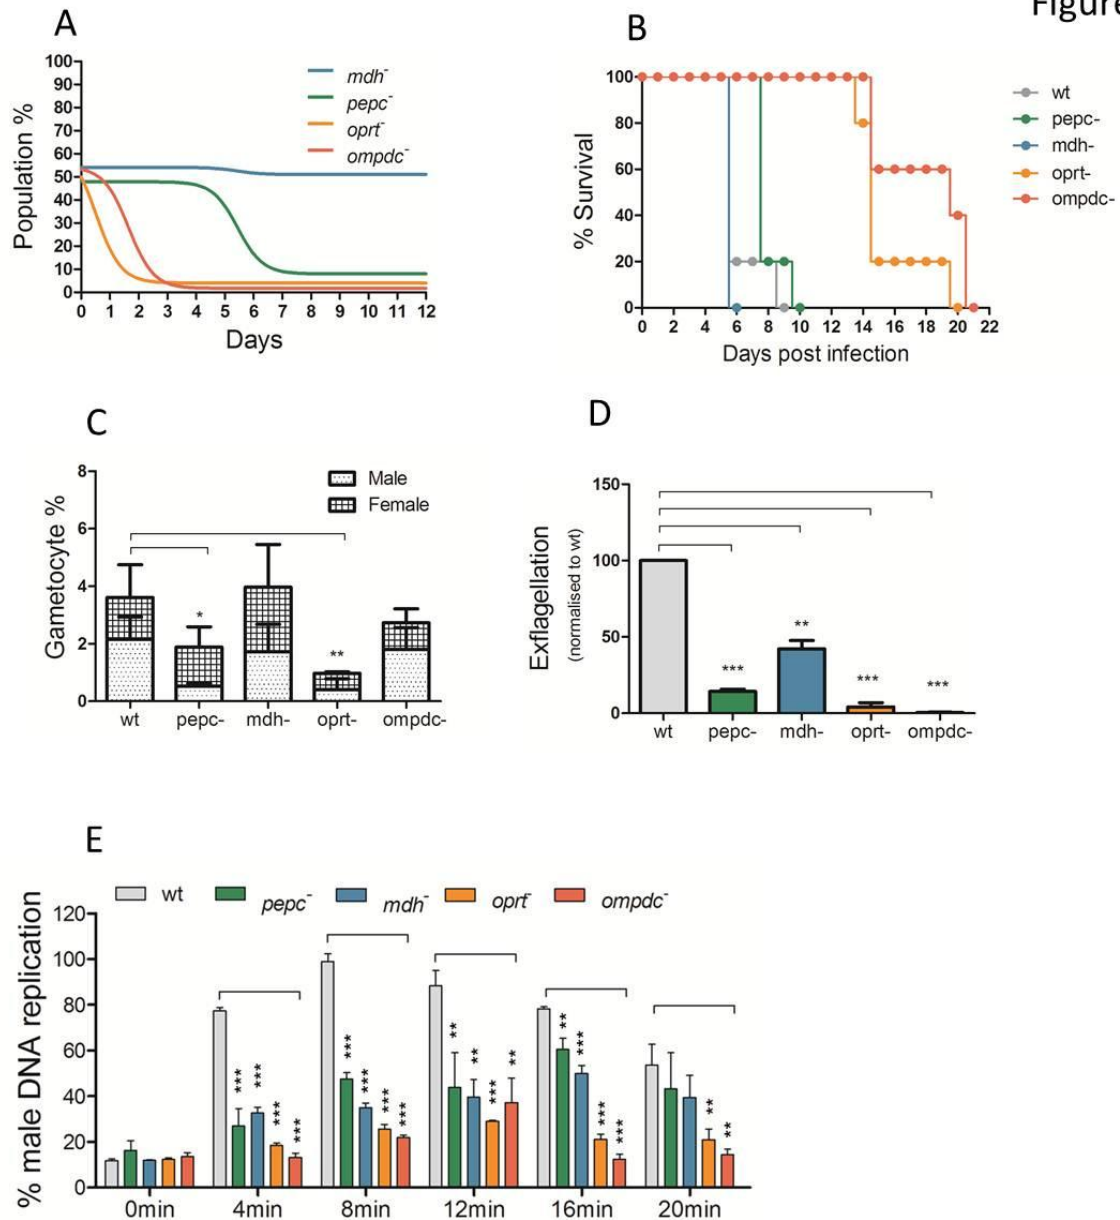 Figure
A
100
90
80
70
60
50
40
30
20
10
0
Population %
mdh⁻
pepc⁻
oprt⁻
ompdc⁻
0 1 2 3 4 5 6 7 8 9 10 11 12
Days
B
100
80
60
40
20
0
% Survival
wt
pepc-
mdh-
oprt-
ompdc-
0 2 4 6 8 10 12 14 16 18 20 22
Days post infection
C
8
6
4
2
0
Gametocyte %
Male
Female
*
**
wt pepc- mdh- oprt- ompdc-
D
150
100
50
0
Exflagellation
(normalised to wt)
***
**
***
***
wt pepc- mdh- oprt- ompdc-
E
wt pepc⁻ mdh⁻ oprt⁻ ompdc⁻
120
100
80
60
40
20
0
% male DNA replication
*** *** *** ***
*** *** *** ***
** ** *** **
** *** *** ***
** **
0min 4min 8min 12min 16min 20min